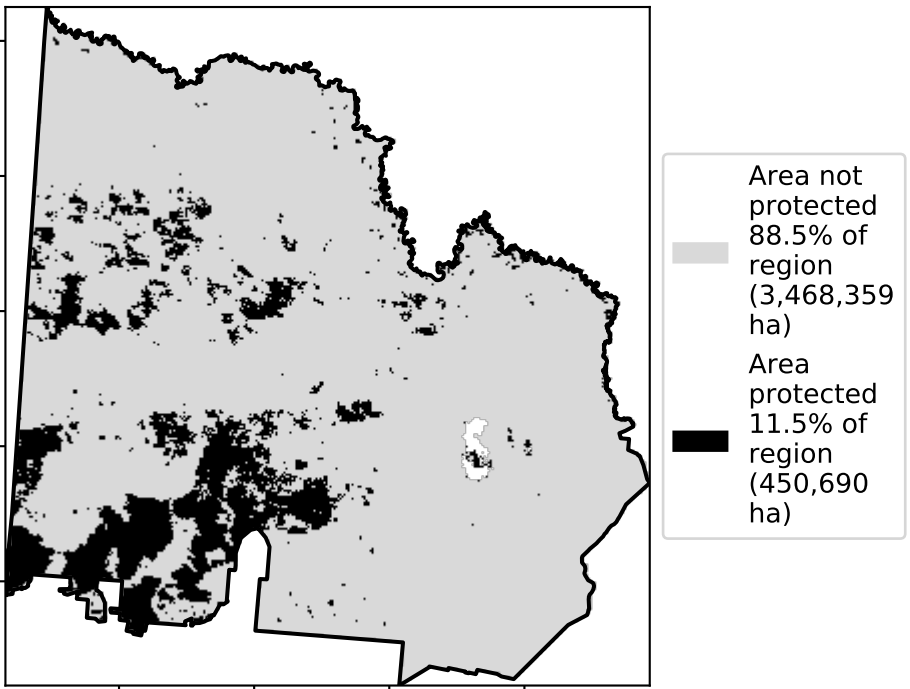 Area not
protected
88.5% of
region
(3,468,359
ha)
Area
protected
11.5% of
region
(450,690
ha)